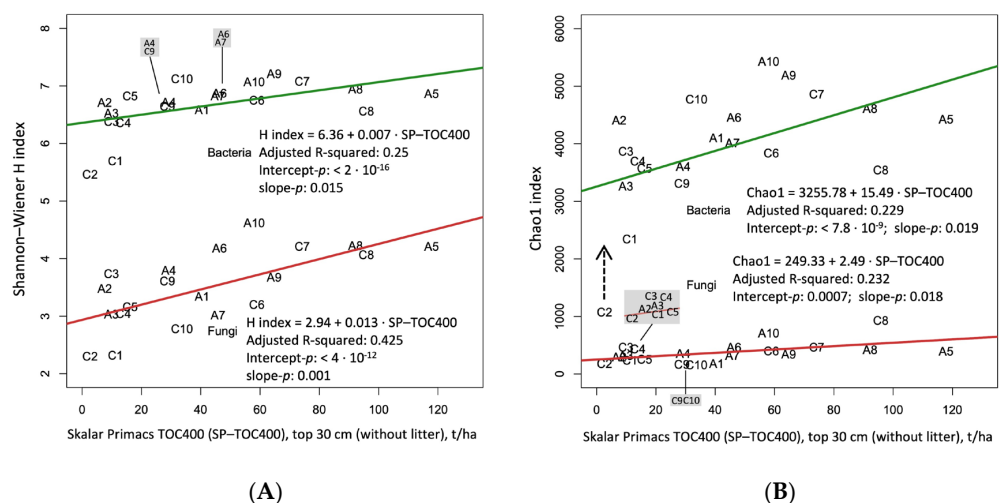 Shannon–Wiener H index
8
7
6
5
4
3
2
A4
C9
A6
A7
C10
A9
C7
A10
A6
A7
A8
A5
C5
A2
A4
C9
C6
A1
C8
A3
C3
C4
C1
C2
H index = 6.36 + 0.007 · SP–TOC400
Bacteria
Adjusted R-squared: 0.25
Intercept-p: < 2 · 10⁻¹⁶
slope-p: 0.015
A10
A6
C7
A8
A5
C8
C3
A4
A9
C9
A2
A1
C6
C5
A3
C4
A7
C10
C2
C1
Fungi
H index = 2.94 + 0.013 · SP–TOC400
Adjusted R-squared: 0.425
Intercept-p: < 4 · 10⁻¹²
slope-p: 0.001
0
20
40
60
80
100
120
Skalar Primacs TOC400 (SP–TOC400), top 30 cm (without litter), t/ha
(A)
Chao1 index
6000
5000
4000
3000
2000
1000
0
A10
A9
C7
C10
A8
A2
A6
A5
A1
A7
C3
C6
C4
C5
A4
C8
C9
A3
C1
C2
Bacteria
Chao1 = 3255.78 + 15.49 · SP–TOC400
Adjusted R-squared: 0.229
Intercept-p: < 7.8 · 10⁻⁹; slope-p: 0.019
Fungi
Chao1 = 249.33 + 2.49 · SP–TOC400
Adjusted R-squared: 0.232
Intercept-p: 0.0007; slope-p: 0.018
C3
C4
A2
A3
C2
C1
C5
C8
A10
C3
C4
A6
C7
C6
A8
A5
A2
A3
A4
A7
A9
C2
C1
C5
C9
C10
A1
C9C10
0
20
40
60
80
100
120
Skalar Primacs TOC400 (SP–TOC400), top 30 cm (without litter), t/ha
(B)